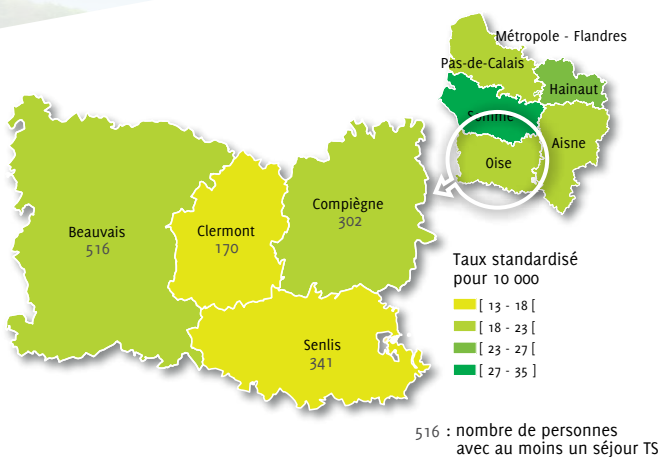 Métropole - Flandres
Pas-de-Calais
Hainaut
Somme
Aisne
Oise
Beauvais
516
Clermont
170
Compiègne
302
Senlis
341
Taux standardisé
pour 10 000
[ 13 - 18 [
[ 18 - 23 [
[ 23 - 27 [
[ 27 - 35 ]
516 : nombre de personnes
avec au moins un séjour TS